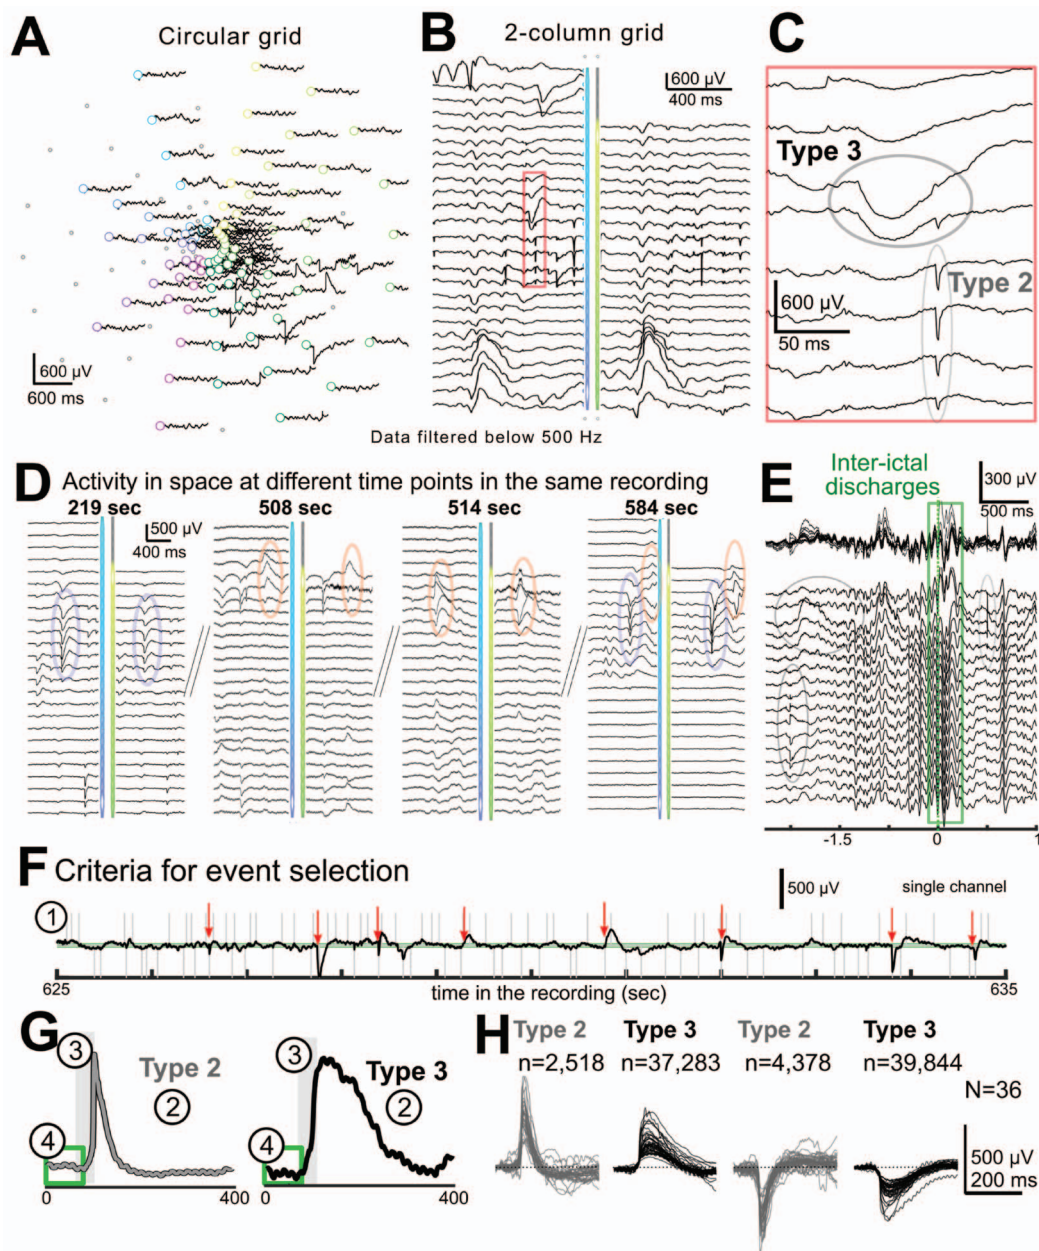 A
Circular grid
600 µV
600 ms
B
2-column grid
600 µV
400 ms
Data filtered below 500 Hz
C
Type 3
Type 2
600 µV
50 ms
D Activity in space at different time points in the same recording
219 sec 508 sec 514 sec 584 sec
500 µV
400 ms
E
Inter-ictal
discharges
300 µV
500 ms
-1.5 0 1
F Criteria for event selection
500 µV
single channel
1
625 635
time in the recording (sec)
G
3 Type 2
2
4
0 400
3 Type 3
2
4
0 400
H
Type 2 Type 3 Type 2 Type 3
n=2,518 n=37,283 n=4,378 n=39,844
N=36
500 µV
200 ms